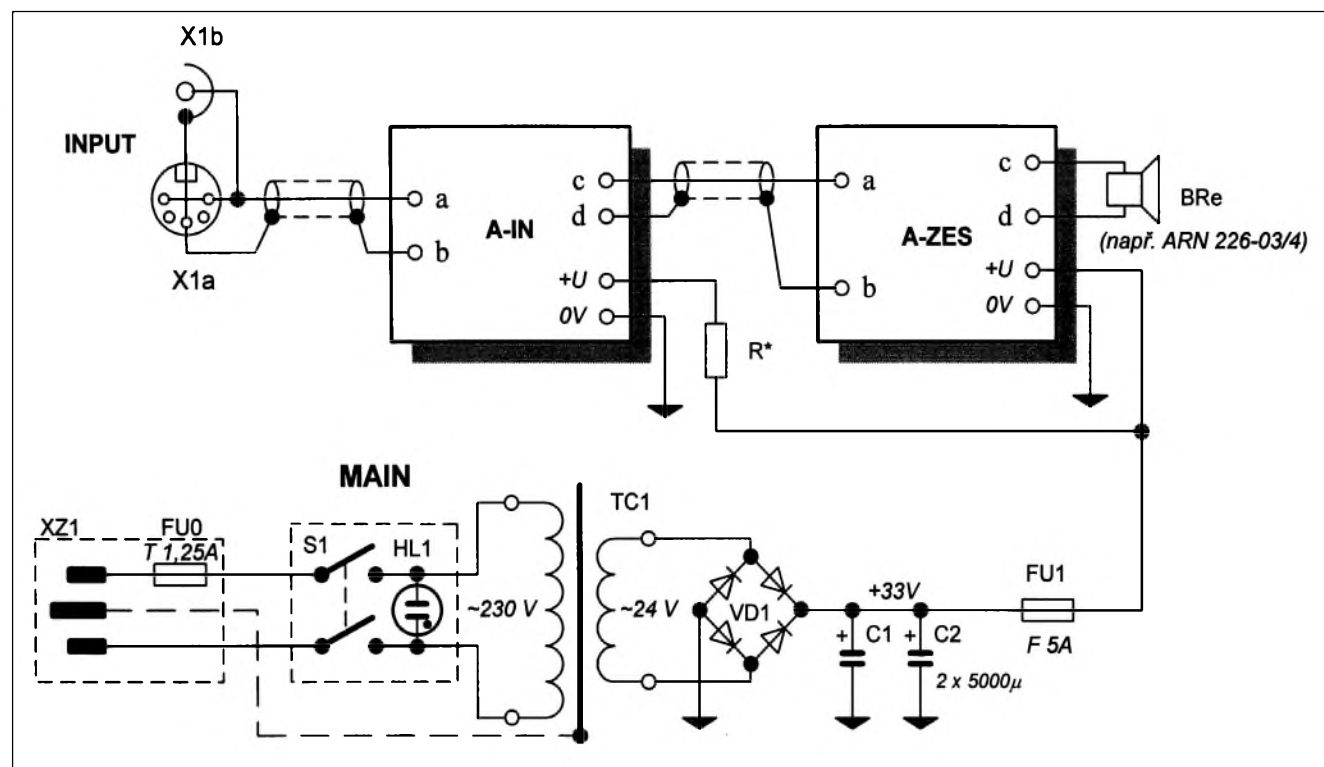 X1b
INPUT
X1a
a
b
A-IN
c
d
+U
0V
R*
a
b
A-ZES
c
d
+U
0V
BRe
(např. ARN 226-03/4)
MAIN
XZ1
FU0
T 1,25A
S1
HL1
~230 V
TC1
~24 V
VD1
+33V
+
C1
+
C2
2 x 5000µ
FU1
F 5A